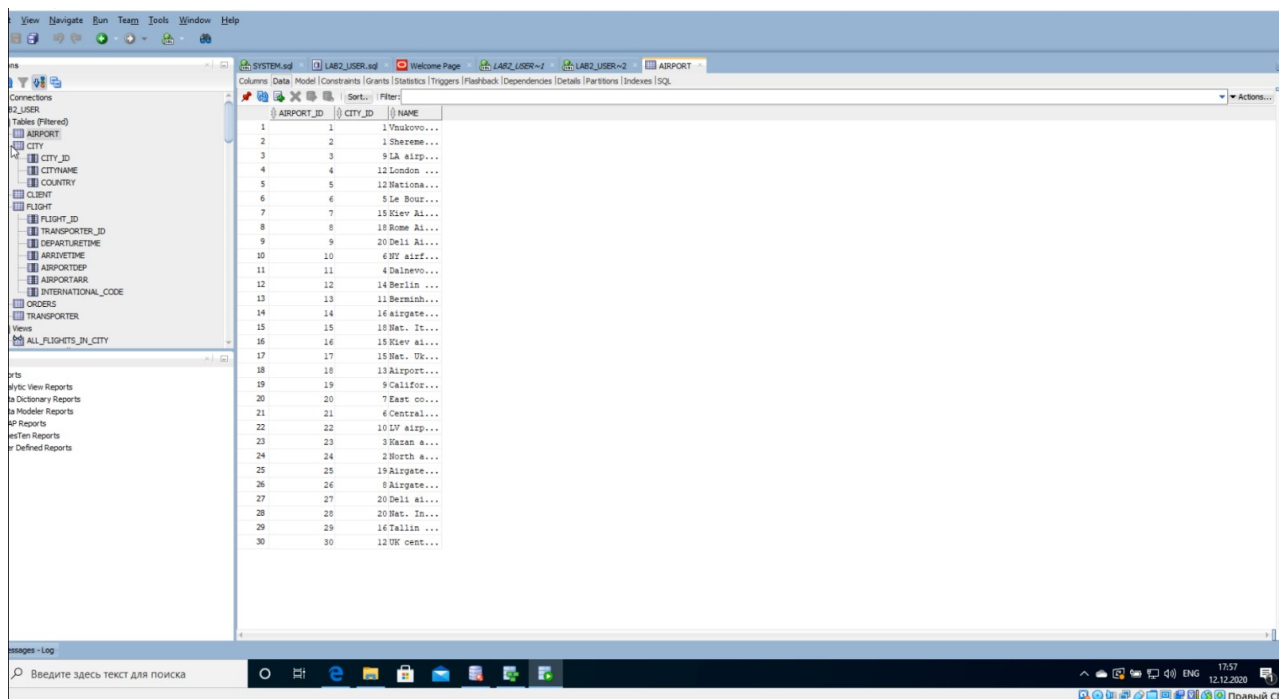 View Navigate Run Team Tools Window Help
SYSTEM.sql LAB2_USER.sql Welcome Page LAB2_USER~1 LAB2_USER~2 AIRPORT
Columns Data Model Constraints Grants Statistics Triggers Flashback Dependencies Details Partitions Indexes SQL
Sort.. Filter: Actions...
Connections
B2_USER
Tables (Filtered)
AIRPORT
CITY
CITY_ID
CITYNAME
COUNTRY
CLIENT
FLIGHT
FLIGHT_ID
TRANSPORTER_ID
DEPARTURETIME
ARRIVETIME
AIRPORTDEP
AIRPORTARR
INTERNATIONAL_CODE
ORDERS
TRANSPORTER
Views
ALL_FLIGHITS_IN_CITY
orts
alytic View Reports
ta Dictionary Reports
ta Modeler Reports
AP Reports
esTen Reports
er Defined Reports
AIRPORT_ID CITY_ID NAME
1 1 1 Vnukovo...
2 2 1 Shereme...
3 3 9 LA airp...
4 4 12 London ...
5 5 12 Nationa...
6 6 5 Le Bour...
7 7 15 Kiev Ai...
8 8 18 Rome Ai...
9 9 20 Deli Ai...
10 10 6 NY airf...
11 11 4 Dalnevo...
12 12 14 Berlin ...
13 13 11 Berminh...
14 14 16 airgate...
15 15 18 Nat. It...
16 16 15 Kiev ai...
17 17 15 Nat. Uk...
18 18 13 Airport...
19 19 9 Califor...
20 20 7 East co...
21 21 6 Central...
22 22 10 LV airp...
23 23 3 Kazan a...
24 24 2 North a...
25 25 19 Airgate...
26 26 8 Airgate...
27 27 20 Deli ai...
28 28 20 Nat. In...
29 29 16 Tallin ...
30 30 12 UK cent...
essages - Log
Введите здесь текст для поиска
ENG 17:57
12.12.2020
Правый C